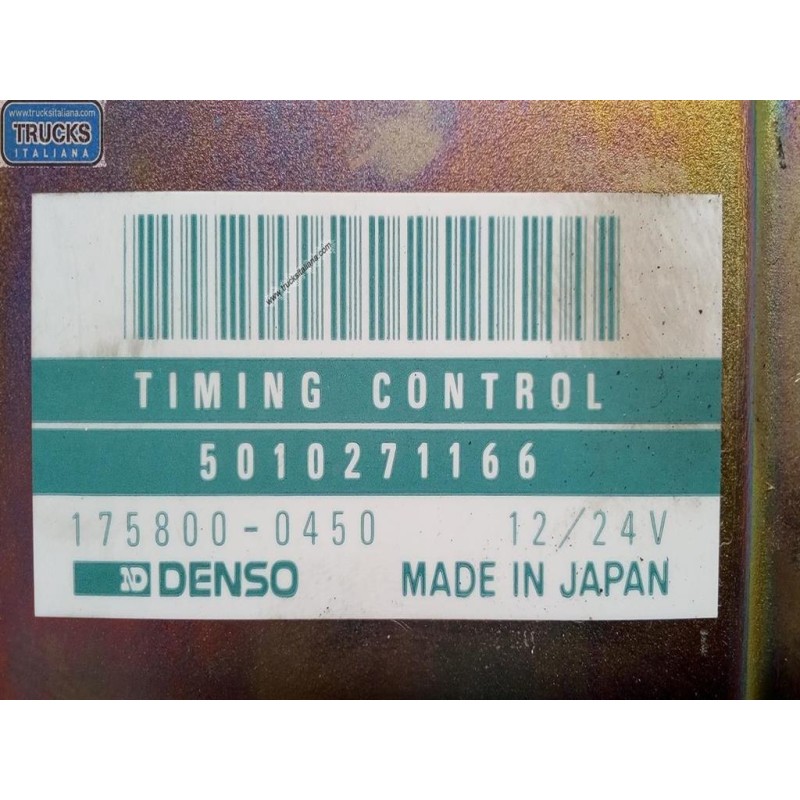 www.trucksitaliana.com
TRUCKS
ITALIANA
www.trucksitaliana.com
TIMING CONTROL
5010271166
175800-0450 12/24V
ND DENSO MADE IN JAPAN